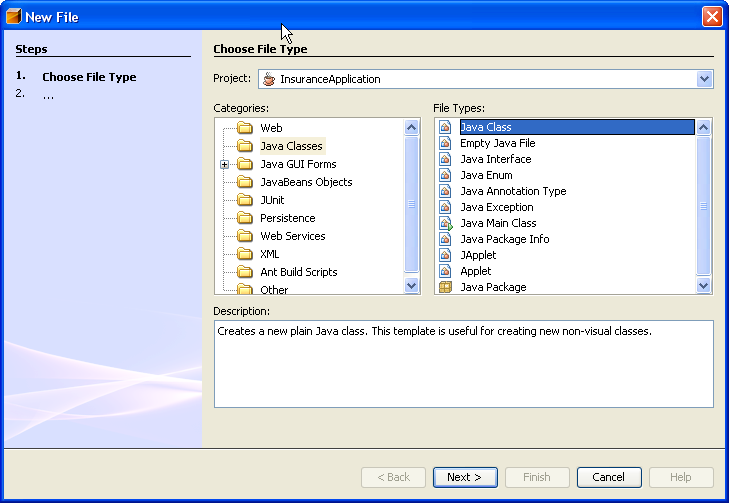 New File
Steps
1. Choose File Type
2. ...
Choose File Type
Project: InsuranceApplication
Categories:
Web
Java Classes
Java GUI Forms
JavaBeans Objects
JUnit
Persistence
Web Services
XML
Ant Build Scripts
Other
File Types:
Java Class
Empty Java File
Java Interface
Java Enum
Java Annotation Type
Java Exception
Java Main Class
Java Package Info
JApplet
Applet
Java Package
Description:
Creates a new plain Java class. This template is useful for creating new non-visual classes.
< Back Next > Finish Cancel Help